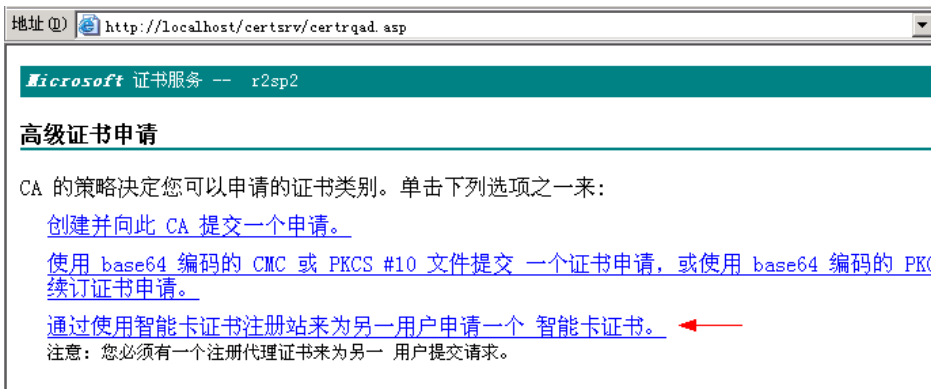 地址(D) http://localhost/certsrv/certrqad.asp
Microsoft 证书服务 -- r2sp2
高级证书申请
CA 的策略决定您可以申请的证书类别。单击下列选项之一来:
创建并向此 CA 提交一个申请。
使用 base64 编码的 CMC 或 PKCS #10 文件提交 一个证书申请，或使用 base64 编码的
续订证书申请。
通过使用智能卡证书注册站来为另一用户申请一个 智能卡证书。
注意: 您必须有一个注册代理证书来为另一 用户提交请求。